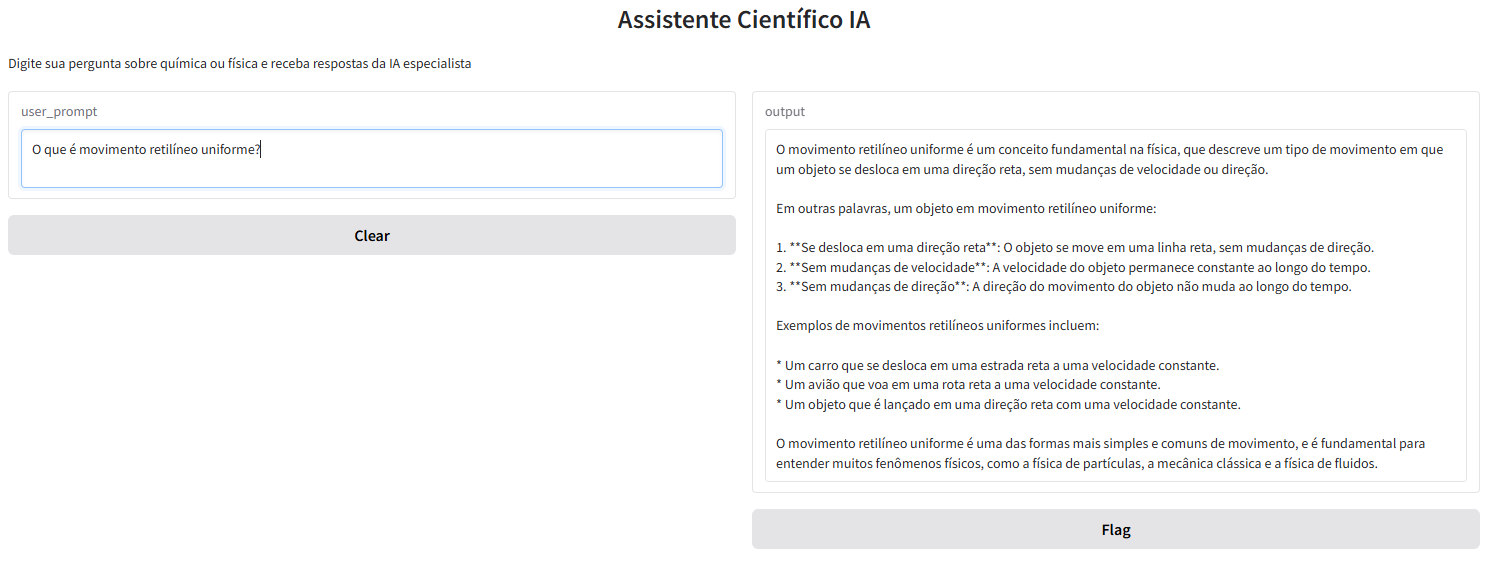 Assistente Científico IA
Digite sua pergunta sobre química ou física e receba respostas da IA especialista
user_prompt
O que é movimento retilíneo uniforme?
Clear
output
O movimento retilíneo uniforme é um conceito fundamental na física, que descreve um tipo de movimento em que
um objeto se desloca em uma direção reta, sem mudanças de velocidade ou direção.
Em outras palavras, um objeto em movimento retilíneo uniforme:
1. **Se desloca em uma direção reta**: O objeto se move em uma linha reta, sem mudanças de direção.
2. **Sem mudanças de velocidade**: A velocidade do objeto permanece constante ao longo do tempo.
3. **Sem mudanças de direção**: A direção do movimento do objeto não muda ao longo do tempo.
Exemplos de movimentos retilíneos uniformes incluem:
* Um carro que se desloca em uma estrada reta a uma velocidade constante.
* Um avião que voa em uma rota reta a uma velocidade constante.
* Um objeto que é lançado em uma direção reta com uma velocidade constante.
O movimento retilíneo uniforme é uma das formas mais simples e comuns de movimento, e é fundamental para
entender muitos fenômenos físicos, como a física de partículas, a mecânica clássica e a física de fluidos.
Flag